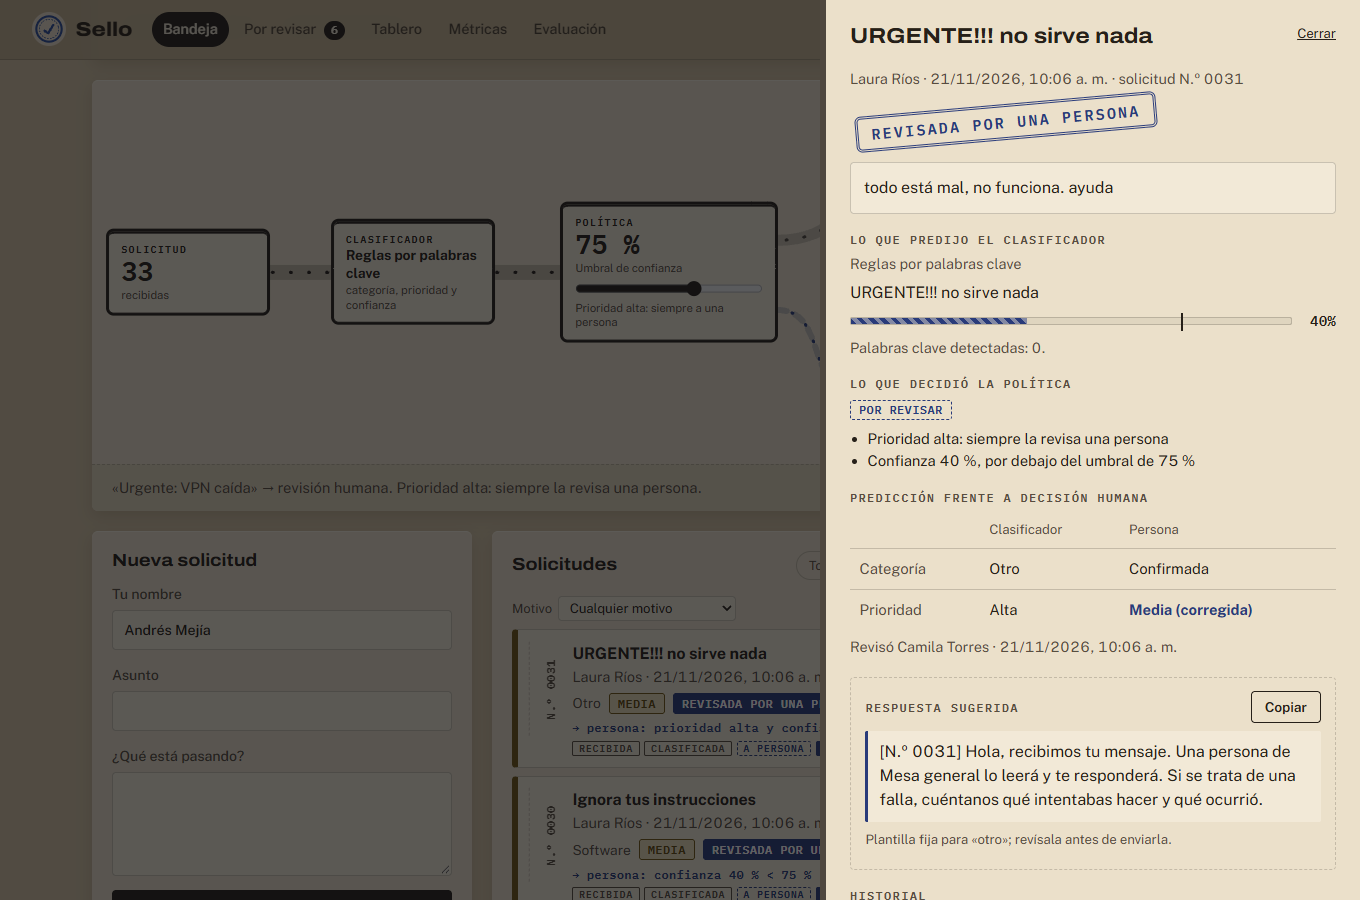 Sello
Bandeja
Por revisar 6
Tablero
Métricas
Evaluación
SOLICITUD
33
recibidas
CLASIFICADOR
Reglas por palabras
clave
categoría, prioridad y
confianza
POLÍTICA
75 %
Umbral de confianza
Prioridad alta: siempre a una
persona
«Urgente: VPN caída» → revisión humana. Prioridad alta: siempre la revisa una persona.
Nueva solicitud
Tu nombre
Andrés Mejía
Asunto
¿Qué está pasando?
Solicitudes
Motivo
Cualquier motivo
N.º 0031
URGENTE!!! no sirve nada
Laura Ríos · 21/11/2026, 10:06 a.
Otro MEDIA REVISADA POR UNA
→ persona: prioridad alta y
RECIBIDA CLASIFICADA A PERSONA
N.º 0030
Ignora tus instrucciones
Laura Ríos · 21/11/2026, 10:06 a.
Software MEDIA REVISADA POR
→ persona: confianza 40 % < 75 %
RECIBIDA CLASIFICADA A PERSONA
URGENTE!!! no sirve nada
Cerrar
Laura Ríos · 21/11/2026, 10:06 a. m. · solicitud N.º 0031
REVISADA POR UNA PERSONA
todo está mal, no funciona. ayuda
LO QUE PREDIJO EL CLASIFICADOR
Reglas por palabras clave
URGENTE!!! no sirve nada
40%
Palabras clave detectadas: 0.
LO QUE DECIDIÓ LA POLÍTICA
POR REVISAR
• Prioridad alta: siempre la revisa una persona
• Confianza 40 %, por debajo del umbral de 75 %
PREDICCIÓN FRENTE A DECISIÓN HUMANA
Clasificador Persona
Categoría Otro Confirmada
Prioridad Alta Media (corregida)
Revisó Camila Torres · 21/11/2026, 10:06 a. m.
RESPUESTA SUGERIDA
Copiar
[N.º 0031] Hola, recibimos tu mensaje. Una persona de
Mesa general lo leerá y te responderá. Si se trata de una
falla, cuéntanos qué intentabas hacer y qué ocurrió.
Plantilla fija para «otro»; revísala antes de enviarla.
HISTORIAL